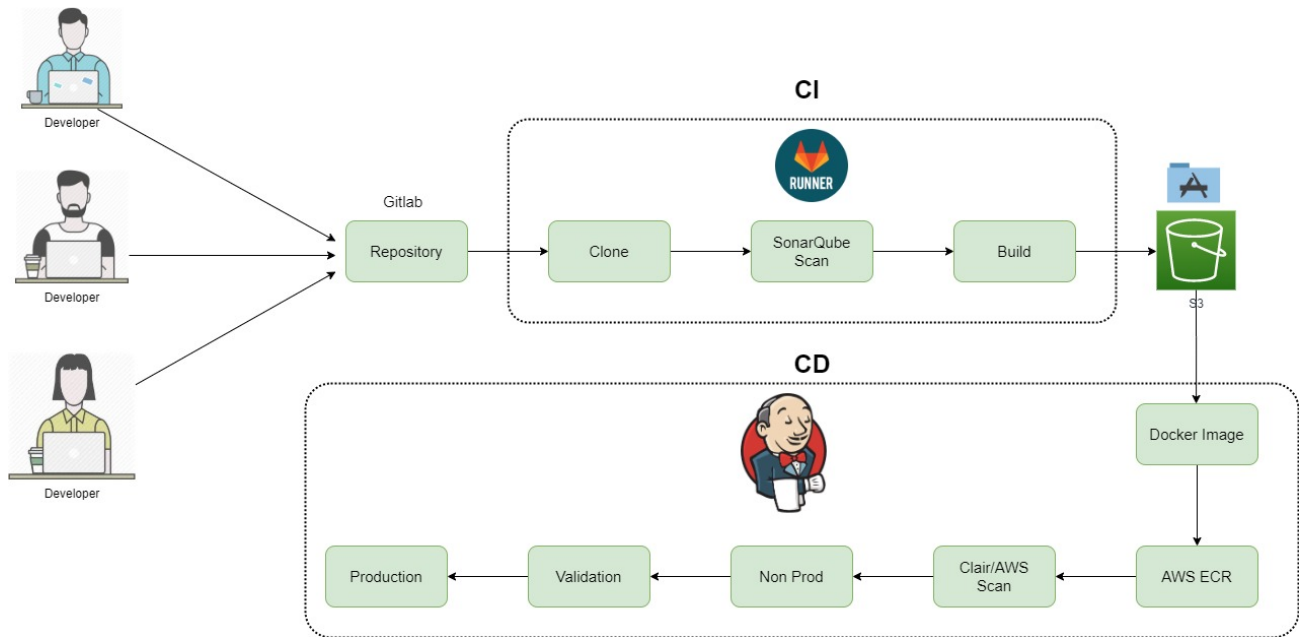 Developer
Developer
Developer
Gitlab
Repository
CI
RUNNER
Clone
SonarQube
Scan
Build
S3
CD
Docker Image
AWS ECR
Clair/AWS
Scan
Non Prod
Validation
Production